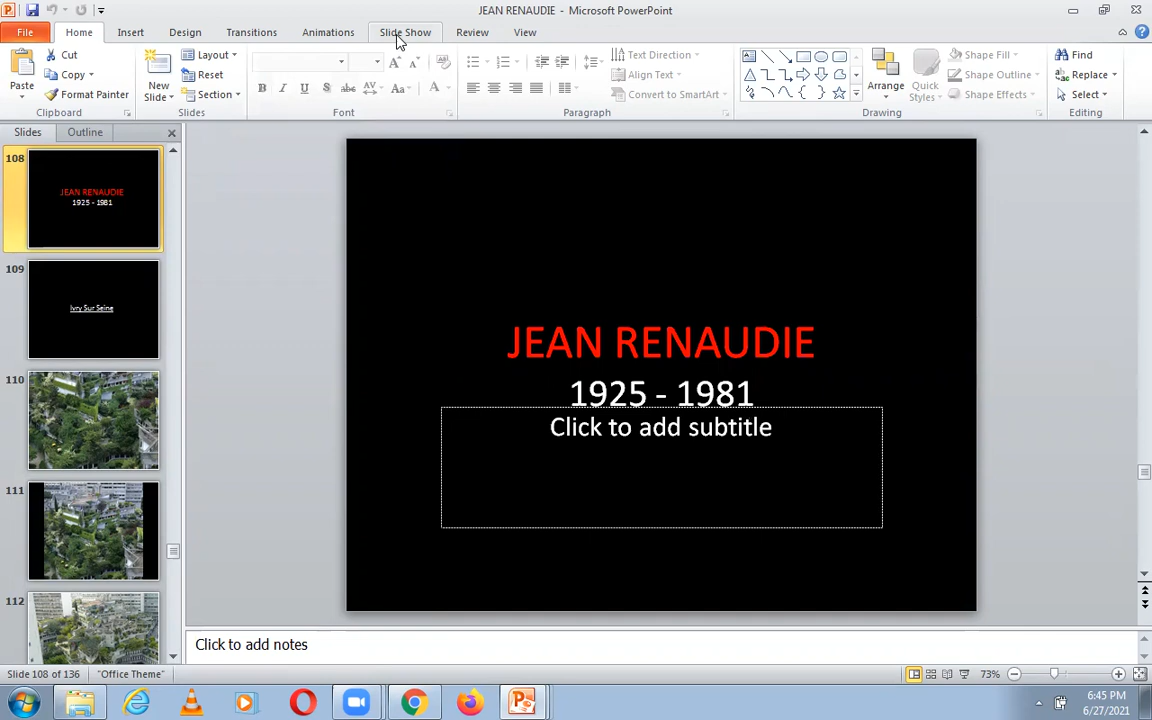 JEAN RENAUDIE - Microsoft PowerPoint
File Home Insert Design Transitions Animations Slide Show Review View
Paste
Cut
Copy
Format Painter
Clipboard
New Slide
Layout
Reset
Section
Slides
Font
Paragraph
Text Direction
Align Text
Convert to SmartArt
Arrange
Quick Styles
Shape Fill
Shape Outline
Shape Effects
Drawing
Find
Replace
Select
Editing
Slides Outline
108
JEAN RENAUDIE
1925 - 1981
109
Ivry Sur Seine
110
111
112
JEAN RENAUDIE
1925 - 1981
Click to add subtitle
Click to add notes
Slide 108 of 136 "Office Theme" 73%
6:45 PM
6/27/2021